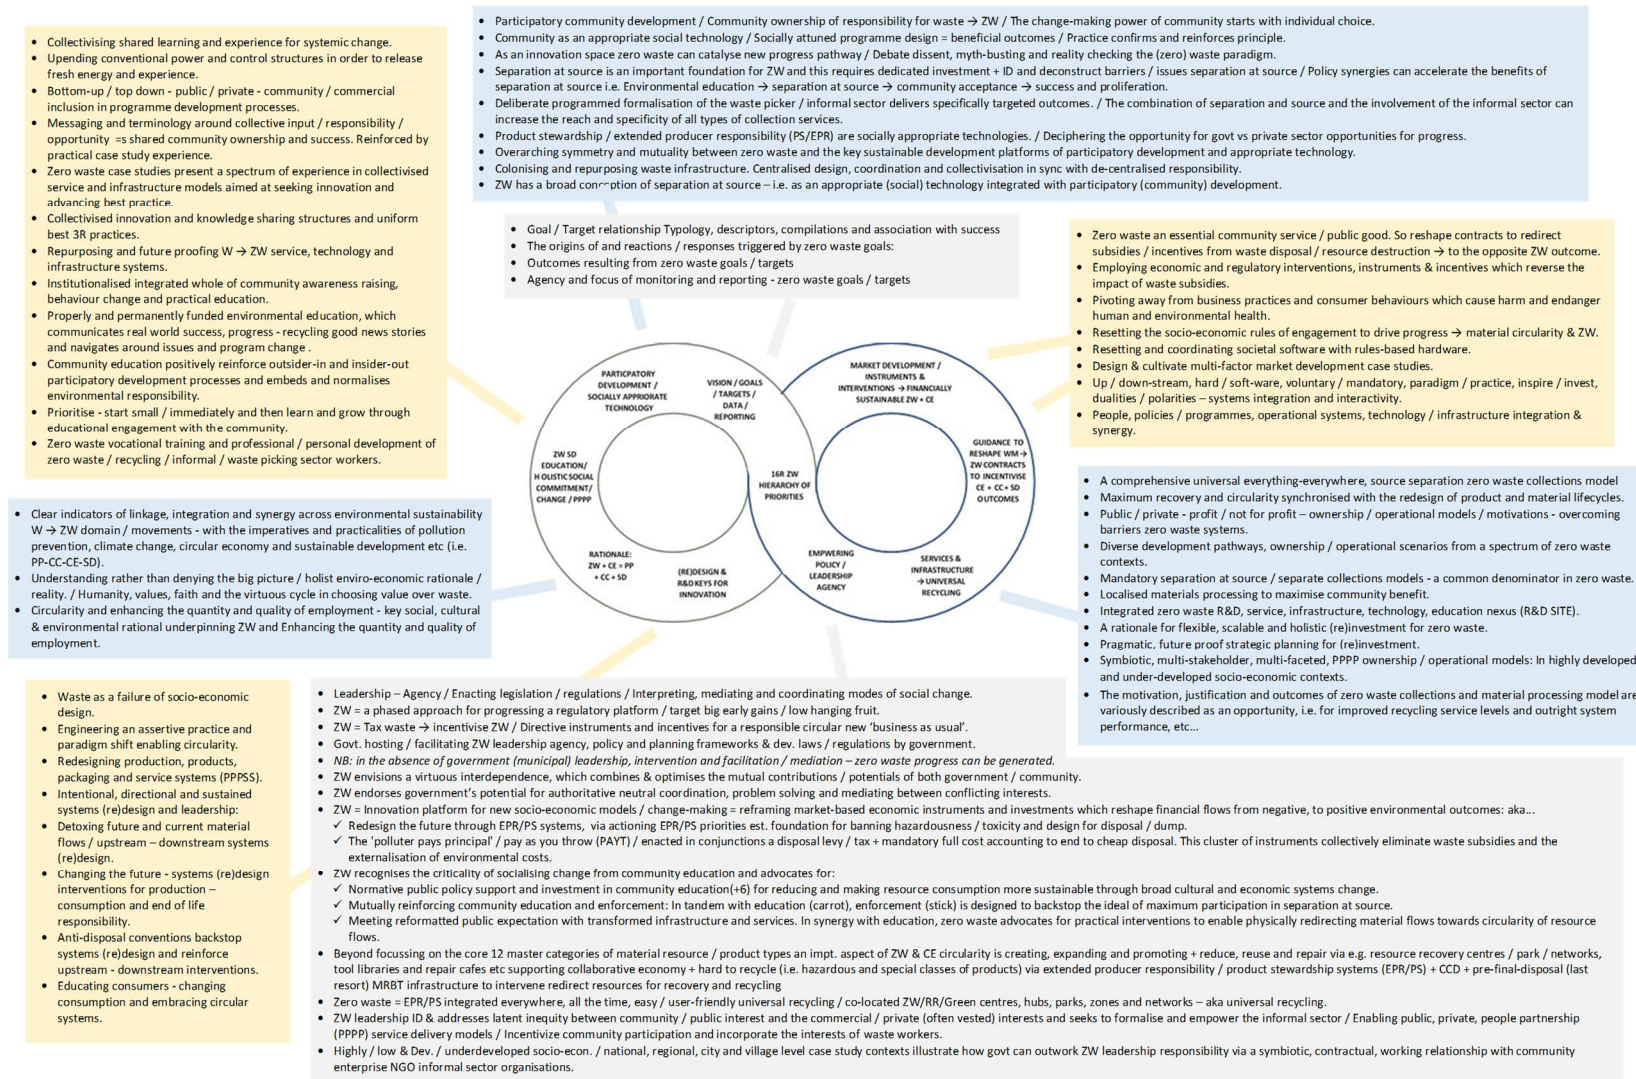 • Collectivising shared learning and experience for systemic change.
• Upending conventional power and control structures in order to release
fresh energy and experience.
• Bottom-up / top down - public / private - community / commercial
inclusion in programme development processes.
• Messaging and terminology around collective input / responsibility /
opportunity =s shared community ownership and success. Reinforced by
practical case study experience.
• Zero waste case studies present a spectrum of experience in collectivised
service and infrastructure models aimed at seeking innovation and
advancing best practice.
• Collectivised innovation and knowledge sharing structures and uniform
best 3R practices.
• Repurposing and future proofing W → ZW service, technology and
infrastructure systems.
• Institutionalised integrated whole of community awareness raising,
behaviour change and practical education.
• Properly and permanently funded environmental education, which
communicates real world success, progress - recycling good news stories
and navigates around issues and program change .
• Community education positively reinforce outsider-in and insider-out
participatory development processes and embeds and normalises
environmental responsibility.
• Prioritise - start small / immediately and then learn and grow through
educational engagement with the community.
• Zero waste vocational training and professional / personal development of
zero waste / recycling / informal / waste picking sector workers.
• Participatory community development / Community ownership of responsibility for waste → ZW / The change-making power of community starts with individual choice.
• Community as an appropriate social technology / Socially attuned programme design = beneficial outcomes / Practice confirms and reinforces principle.
• As an innovation space zero waste can catalyse new progress pathway / Debate dissent, myth-busting and reality checking the (zero) waste paradigm.
• Separation at source is an important foundation for ZW and this requires dedicated investment + ID and deconstruct barriers / issues separation at source / Policy synergies can accelerate the benefits of
separation at source i.e. Environmental education → separation at source → community acceptance → success and proliferation.
• Deliberate programmed formalisation of the waste picker / informal sector delivers specifically targeted outcomes. / The combination of separation and source and the involvement of the informal sector can
increase the reach and specificity of all types of collection services.
• Product stewardship / extended producer responsibility (PS/EPR) are socially appropriate technologies. / Deciphering the opportunity for govt vs private sector opportunities for progress.
• Overarching symmetry and mutuality between zero waste and the key sustainable development platforms of participatory development and appropriate technology.
• Colonising and repurposing waste infrastructure. Centralised design, coordination and collectivisation in sync with de-centralised responsibility.
• ZW has a broad conception of separation at source – i.e. as an appropriate (social) technology integrated with participatory (community) development.
• Goal / Target relationship Typology, descriptors, compilations and association with success
• The origins of and reactions / responses triggered by zero waste goals:
• Outcomes resulting from zero waste goals / targets
• Agency and focus of monitoring and reporting - zero waste goals / targets
• Zero waste an essential community service / public good. So reshape contracts to redirect
subsidies / incentives from waste disposal / resource destruction → to the opposite ZW outcome.
• Employing economic and regulatory interventions, instruments & incentives which reverse the
impact of waste subsidies.
• Pivoting away from business practices and consumer behaviours which cause harm and endanger
human and environmental health.
• Resetting the socio-economic rules of engagement to drive progress → material circularity & ZW.
• Resetting and coordinating societal software with rules-based hardware.
• Design & cultivate multi-factor market development case studies.
• Up / down-stream, hard / soft-ware, voluntary / mandatory, paradigm / practice, inspire / invest,
dualities / polarities – systems integration and interactivity.
• People, policies / programmes, operational systems, technology / infrastructure integration &
synergy.
PARTICPATORY
DEVELOPMENT /
SOCIALLY APPRIORATE
TECHNOLOGY
VISION / GOALS
/ TARGETS /
DATA /
REPORTING
MARKET DEVELOPMENT /
INSTRUMENTS &
INTERVENTIONS → FINANCIALLY
SUSTAINABLE ZW + CE
ZW SD
EDUCATION/
HOLISTIC SOCIAL
COMMITMENT/
CHANGE / PPPP
16R ZW
HIERARCHY OF
PRIORITIES
GUIDANCE TO
RESHAPE WM →
ZW CONTRACTS
TO INCENTIVISE
CE + CC + SD
OUTCOMES
RATIONALE:
ZW + CE = PP
+ CC + SD
(RE)DESIGN &
R&D KEYS FOR
INNOVATION
EMPOWERING
POLICY /
LEADERSHIP
AGENCY
SERVICES &
INFRASTRUCTURE
→ UNIVERSAL
RECYCLING
• Clear indicators of linkage, integration and synergy across environmental sustainability
W → ZW domain / movements - with the imperatives and practicalities of pollution
prevention, climate change, circular economy and sustainable development etc (i.e.
PP-CC-CE-SD).
• Understanding rather than denying the big picture / holist enviro-economic rationale /
reality. / Humanity, values, faith and the virtuous cycle in choosing value over waste.
• Circularity and enhancing the quantity and quality of employment - key social, cultural
& environmental rational underpinning ZW and Enhancing the quantity and quality of
employment.
• A comprehensive universal everything-everywhere, source separation zero waste collections model
• Maximum recovery and circularity synchronised with the redesign of product and material lifecycles.
• Public / private - profit / not for profit – ownership / operational models / motivations - overcoming
barriers zero waste systems.
• Diverse development pathways, ownership / operational scenarios from a spectrum of zero waste
contexts.
• Mandatory separation at source / separate collections models - a common denominator in zero waste.
• Localised materials processing to maximise community benefit.
• Integrated zero waste R&D, service, infrastructure, technology, education nexus (R&D SITE).
• A rationale for flexible, scalable and holistic (re)investment for zero waste.
• Pragmatic, future proof strategic planning for (re)investment.
• Symbiotic, multi-stakeholder, multi-faceted, PPPP ownership / operational models: In highly developed
and under-developed socio-economic contexts.
• The motivation, justification and outcomes of zero waste collections and material processing model are
variously described as an opportunity, i.e. for improved recycling service levels and outright system
performance, etc...
• Waste as a failure of socio-economic
design.
• Engineering an assertive practice and
paradigm shift enabling circularity.
• Redesigning production, products,
packaging and service systems (PPPSS).
• Intentional, directional and sustained
systems (re)design and leadership:
• Detoxing future and current material
flows / upstream – downstream systems
(re)design.
• Changing the future - systems (re)design
interventions for production –
consumption and end of life
responsibility.
• Anti-disposal conventions backstop
systems (re)design and reinforce
upstream - downstream interventions.
• Educating consumers - changing
consumption and embracing circular
systems.
• Leadership – Agency / Enacting legislation / regulations / Interpreting, mediating and coordinating modes of social change.
• ZW = a phased approach for progressing a regulatory platform / target big early gains / low hanging fruit.
• ZW = Tax waste → incentivise ZW / Directive instruments and incentives for a responsible circular new ‘business as usual’.
• Govt. hosting / facilitating ZW leadership agency, policy and planning frameworks & dev. laws / regulations by government.
• NB: in the absence of government (municipal) leadership, intervention and facilitation / mediation – zero waste progress can be generated.
• ZW envisions a virtuous interdependence, which combines & optimises the mutual contributions / potentials of both government / community.
• ZW endorses government’s potential for authoritative neutral coordination, problem solving and mediating between conflicting interests.
• ZW = Innovation platform for new socio-economic models / change-making = reframing market-based economic instruments and investments which reshape financial flows from negative, to positive environmental outcomes: aka...
✓ Redesign the future through EPR/PS systems, via actioning EPR/PS priorities est. foundation for banning hazardousness / toxicity and design for disposal / dump.
✓ The 'polluter pays principal' / pay as you throw (PAYT) / enacted in conjunctions a disposal levy / tax + mandatory full cost accounting to end to cheap disposal. This cluster of instruments collectively eliminate waste subsidies and the
externalisation of environmental costs.
• ZW recognises the criticality of socialising change from community education and advocates for:
✓ Normative public policy support and investment in community education(+6) for reducing and making resource consumption more sustainable through broad cultural and economic systems change.
✓ Mutually reinforcing community education and enforcement: In tandem with education (carrot), enforcement (stick) is designed to backstop the ideal of maximum participation in separation at source.
✓ Meeting reformatted public expectation with transformed infrastructure and services. In synergy with education, zero waste advocates for practical interventions to enable physically redirecting material flows towards circularity of resource
flows.
• Beyond focussing on the core 12 master categories of material resource / product types an impt. aspect of ZW & CE circularity is creating, expanding and promoting + reduce, reuse and repair via e.g. resource recovery centres / park / networks,
tool libraries and repair cafes etc supporting collaborative economy + hard to recycle (i.e. hazardous and special classes of products) via extended producer responsibility / product stewardship systems (EPR/PS) + CCD + pre-final-disposal (last
resort) MRBT infrastructure to intervene redirect resources for recovery and recycling
• Zero waste = EPR/PS integrated everywhere, all the time, easy / user-friendly universal recycling / co-located ZW/RR/Green centres, hubs, parks, zones and networks – aka universal recycling.
• ZW leadership ID & addresses latent inequity between community / public interest and the commercial / private (often vested) interests and seeks to formalise and empower the informal sector / Enabling public, private, people partnership
(PPPP) service delivery models / Incentivize community participation and incorporate the interests of waste workers.
• Highly / low & Dev. / underdeveloped socio-econ. / national, regional, city and village level case study contexts illustrate how govt can outwork ZW leadership responsibility via a symbiotic, contractual, working relationship with community
enterprise NGO informal sector organisations.